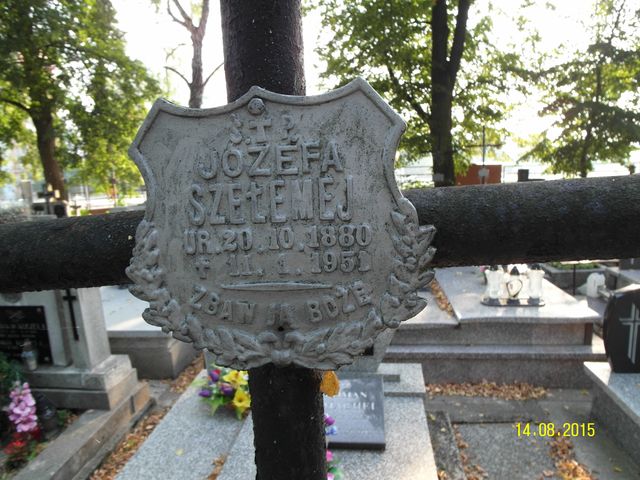 Ś.†P.
JÓZEFA
SZEŁEMEJ
UR. 20.10.1880
† 11.1.1951
ZBAW JĄ BOŻE
14.08.2015